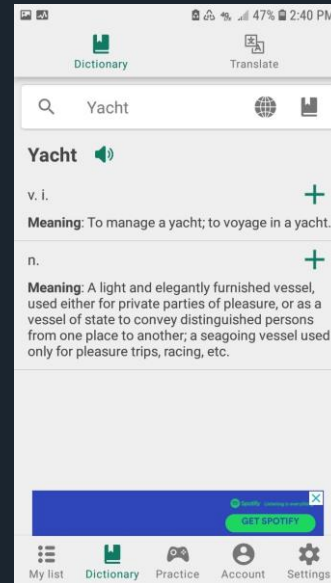 47% 2:40 PM
Dictionary
Translate
Yacht
Yacht
v. i.
Meaning: To manage a yacht; to voyage in a yacht.
n.
Meaning: A light and elegantly furnished vessel,
used either for private parties of pleasure, or as a
vessel of state to convey distinguished persons
from one place to another; a seagoing vessel used
only for pleasure trips, racing, etc.
Spotify
GET SPOTIFY
My list
Dictionary
Practice
Account
Settings